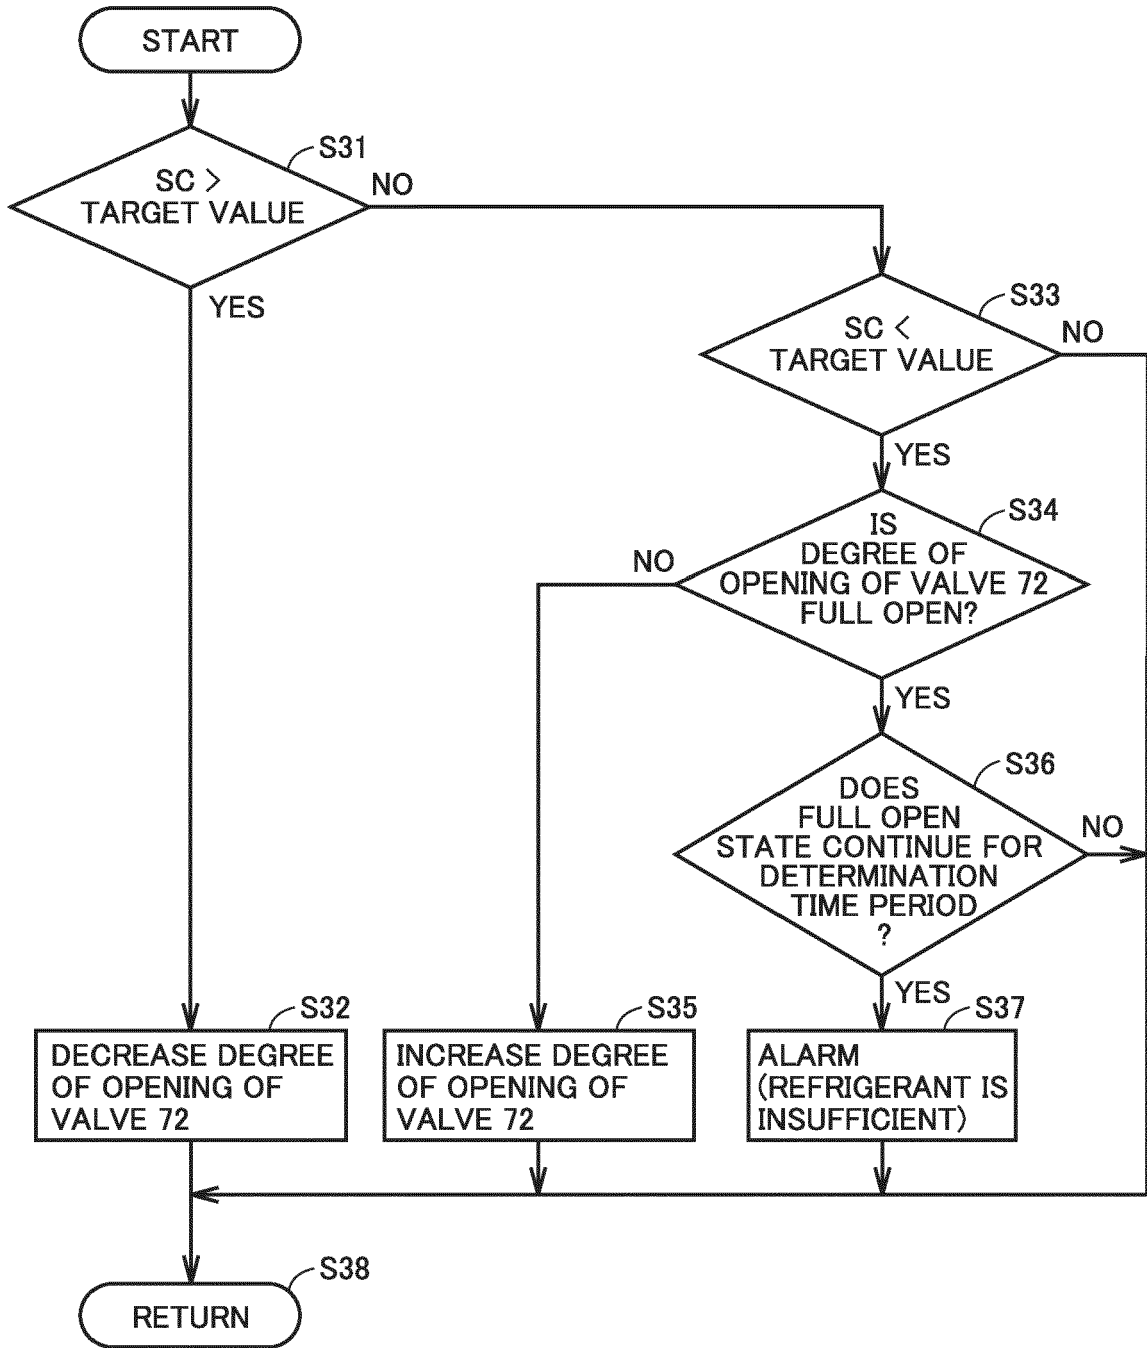 START
S31
SC >
TARGET VALUE
NO
YES
S33
SC <
TARGET VALUE
NO
YES
S34
IS
DEGREE OF
OPENING OF VALVE 72
FULL OPEN?
NO
YES
S36
DOES
FULL OPEN
STATE CONTINUE FOR
DETERMINATION
TIME PERIOD
?
NO
YES
S32
DECREASE DEGREE
OF OPENING OF
VALVE 72
S35
INCREASE DEGREE
OF OPENING OF
VALVE 72
S37
ALARM
(REFRIGERANT IS
INSUFFICIENT)
S38
RETURN